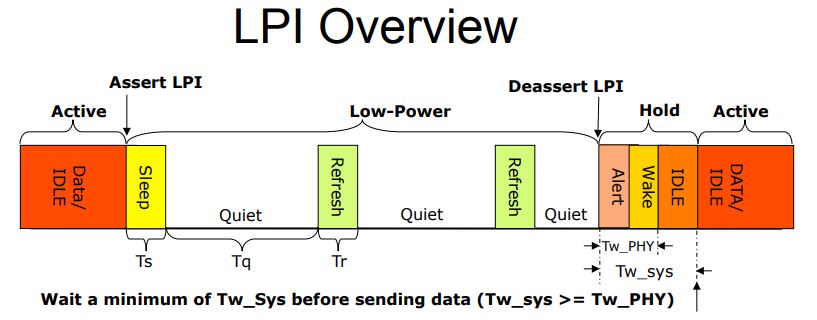 LPI Overview
Assert LPI
Deassert LPI
Active
Low-Power
Hold
Active
Data/
IDLE
Sleep
Quiet
Refresh
Quiet
Refresh
Quiet
Alert
Wake
IDLE
DATA/
IDLE
Ts
Tq
Tr
Tw_PHY
Tw_sys
Wait a minimum of Tw_Sys before sending data (Tw_sys >= Tw_PHY)